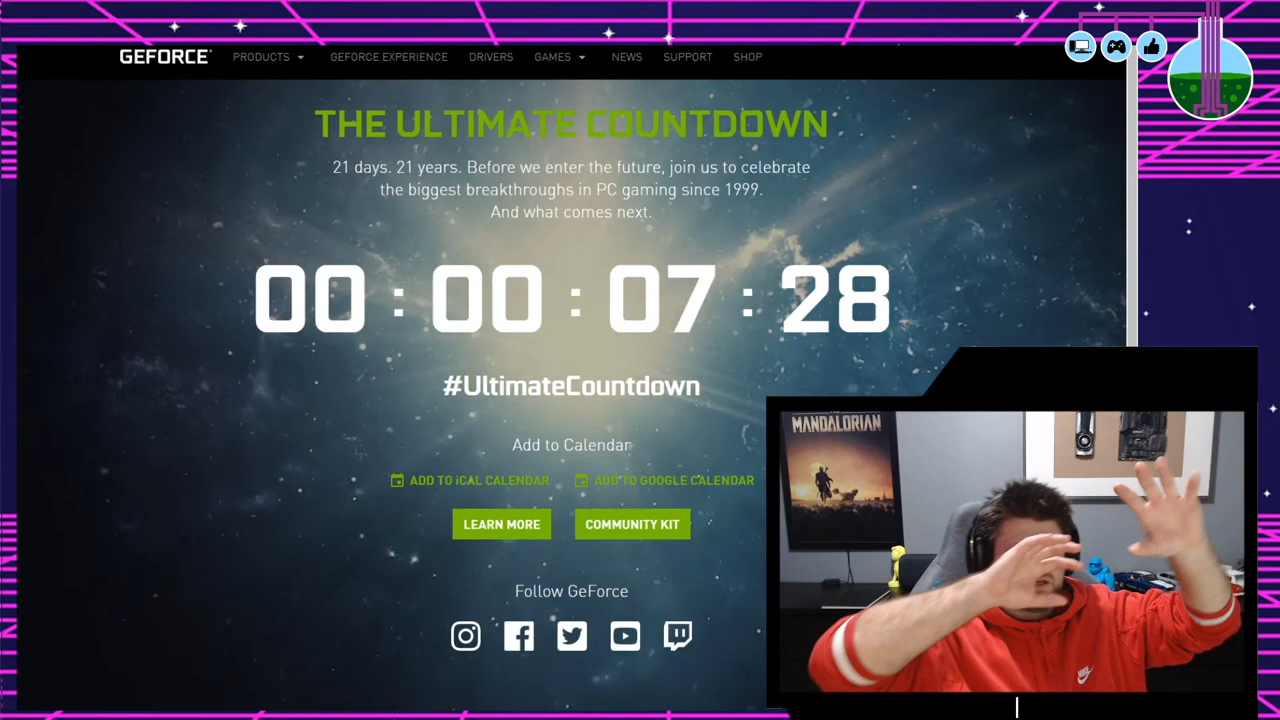 GEFORCE
PRODUCTS
GEFORCE EXPERIENCE
DRIVERS
GAMES
NEWS
SUPPORT
SHOP
THE ULTIMATE COUNTDOWN
21 days. 21 years. Before we enter the future, join us to celebrate
the biggest breakthroughs in PC gaming since 1999.
And what comes next.
00 : 00 : 07 : 28
#UltimateCountdown
Add to Calendar
ADD TO iCAL CALENDAR
ADD TO GOOGLE CALENDAR
LEARN MORE
COMMUNITY KIT
Follow GeForce
MANDALORIAN